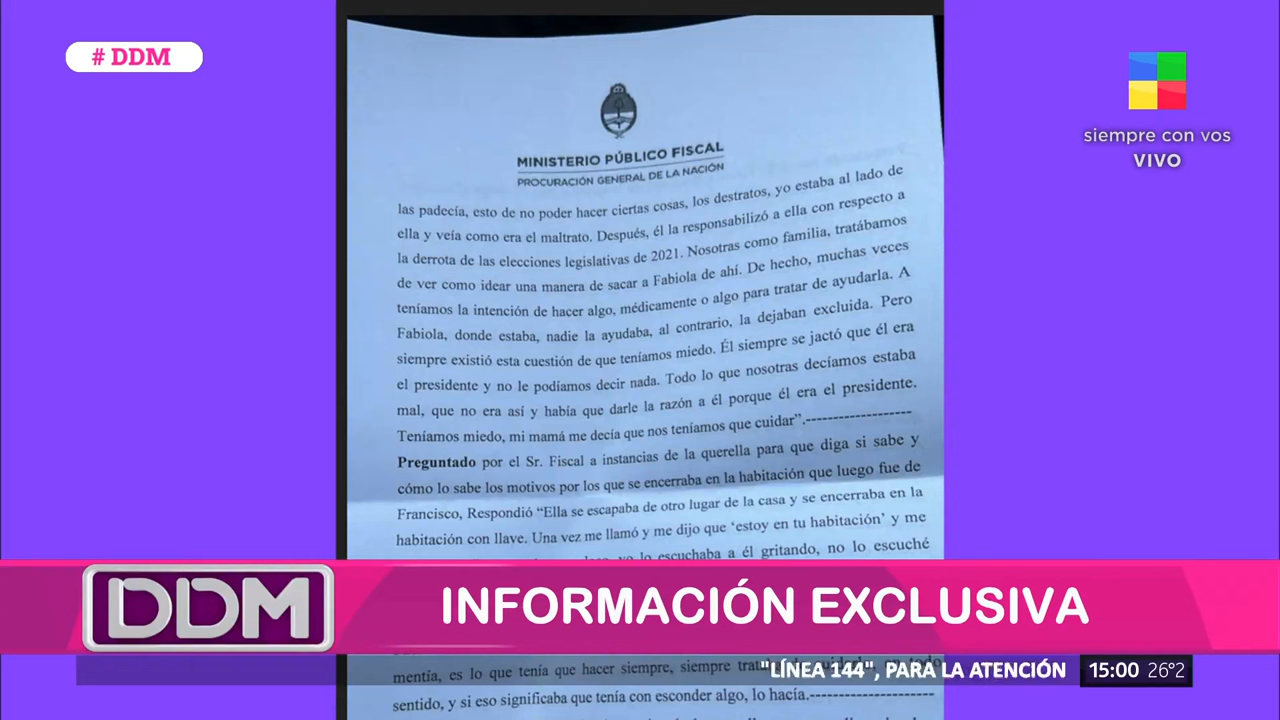 # DDM
siempre con vos
VIVO
MINISTERIO PÚBLICO FISCAL
PROCURACIÓN GENERAL DE LA NACIÓN
las padecía, esto de no poder hacer ciertas cosas, los destratos, yo estaba al lado de
ella y veía como era el maltrato. Después, él la responsabilizó a ella con respecto a
la derrota de las elecciones legislativas de 2021. Nosotras como familia, tratábamos
de ver como idear una manera de sacar a Fabiola de ahí. De hecho, muchas veces
teníamos la intención de hacer algo, médicamente o algo para tratar de ayudarla. A
Fabiola, donde estaba, nadie la ayudaba, al contrario, la dejaban excluida. Pero
siempre existió esta cuestión de que teníamos miedo. Él siempre se jactó que él era
el presidente y no le podíamos decir nada. Todo lo que nosotras decíamos estaba
mal, que no era así y había que darle la razón a él porque él era el presidente.
Teníamos miedo, mi mamá me decía que nos teníamos que cuidar”.-------------------
Preguntado por el Sr. Fiscal a instancias de la querella para que diga si sabe y
cómo lo sabe los motivos por los que se encerraba en la habitación que luego fue de
Francisco, Respondió “Ella se escapaba de otro lugar de la casa y se encerraba en la
habitación con llave. Una vez me llamó y me dijo que ‘estoy en tu habitación’ y me
yo lo escuchaba a él gritando, no lo escuché
DDM
INFORMACIÓN EXCLUSIVA
mentía, es lo que tenía que hacer siempre, siempre
sentido, y si eso significaba que tenía con esconder algo, lo hacía.--------------------
"LÍNEA 144", PARA LA ATENCIÓN
15:00 26°2